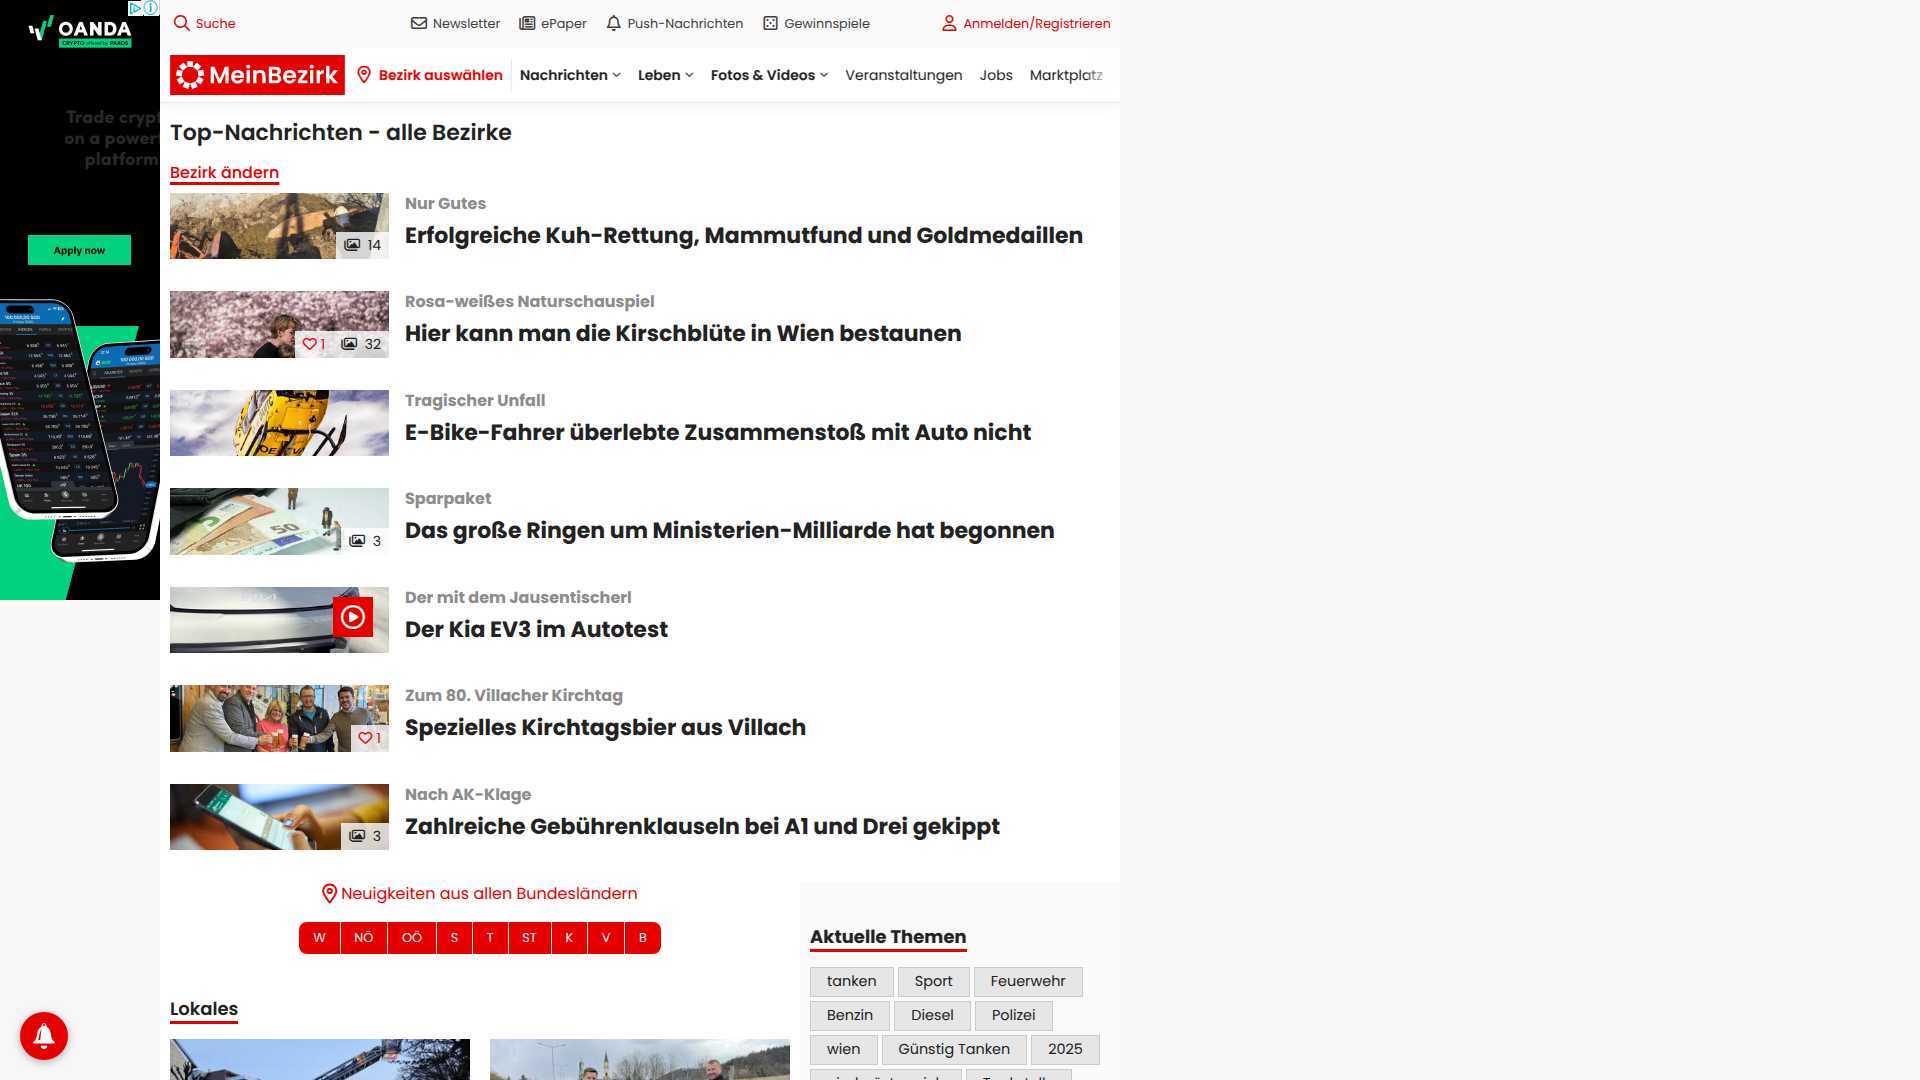 OANDA
CRYPTO offered by PAXOS
Trade crypt
on a power
platform
Apply now
Suche
Newsletter
ePaper
Push-Nachrichten
Gewinnspiele
Anmelden/Registrieren
MeinBezirk
Bezirk auswählen
Nachrichten
Leben
Fotos & Videos
Veranstaltungen
Jobs
Marktplatz
Top-Nachrichten - alle Bezirke
Bezirk ändern
14
Nur Gutes
Erfolgreiche Kuh-Rettung, Mammutfund und Goldmedaillen
1 32
Rosa-weißes Naturschauspiel
Hier kann man die Kirschblüte in Wien bestaunen
Tragischer Unfall
E-Bike-Fahrer überlebte Zusammenstoß mit Auto nicht
3
Sparpaket
Das große Ringen um Ministerien-Milliarde hat begonnen
Der mit dem Jausentischerl
Der Kia EV3 im Autotest
1
Zum 80. Villacher Kirchtag
Spezielles Kirchtagsbier aus Villach
3
Nach AK-Klage
Zahlreiche Gebührenklauseln bei A1 und Drei gekippt
Neuigkeiten aus allen Bundesländern
W NÖ OÖ S T ST K V B
Lokales
Aktuelle Themen
tanken Sport Feuerwehr
Benzin Diesel Polizei
wien Günstig Tanken 2025